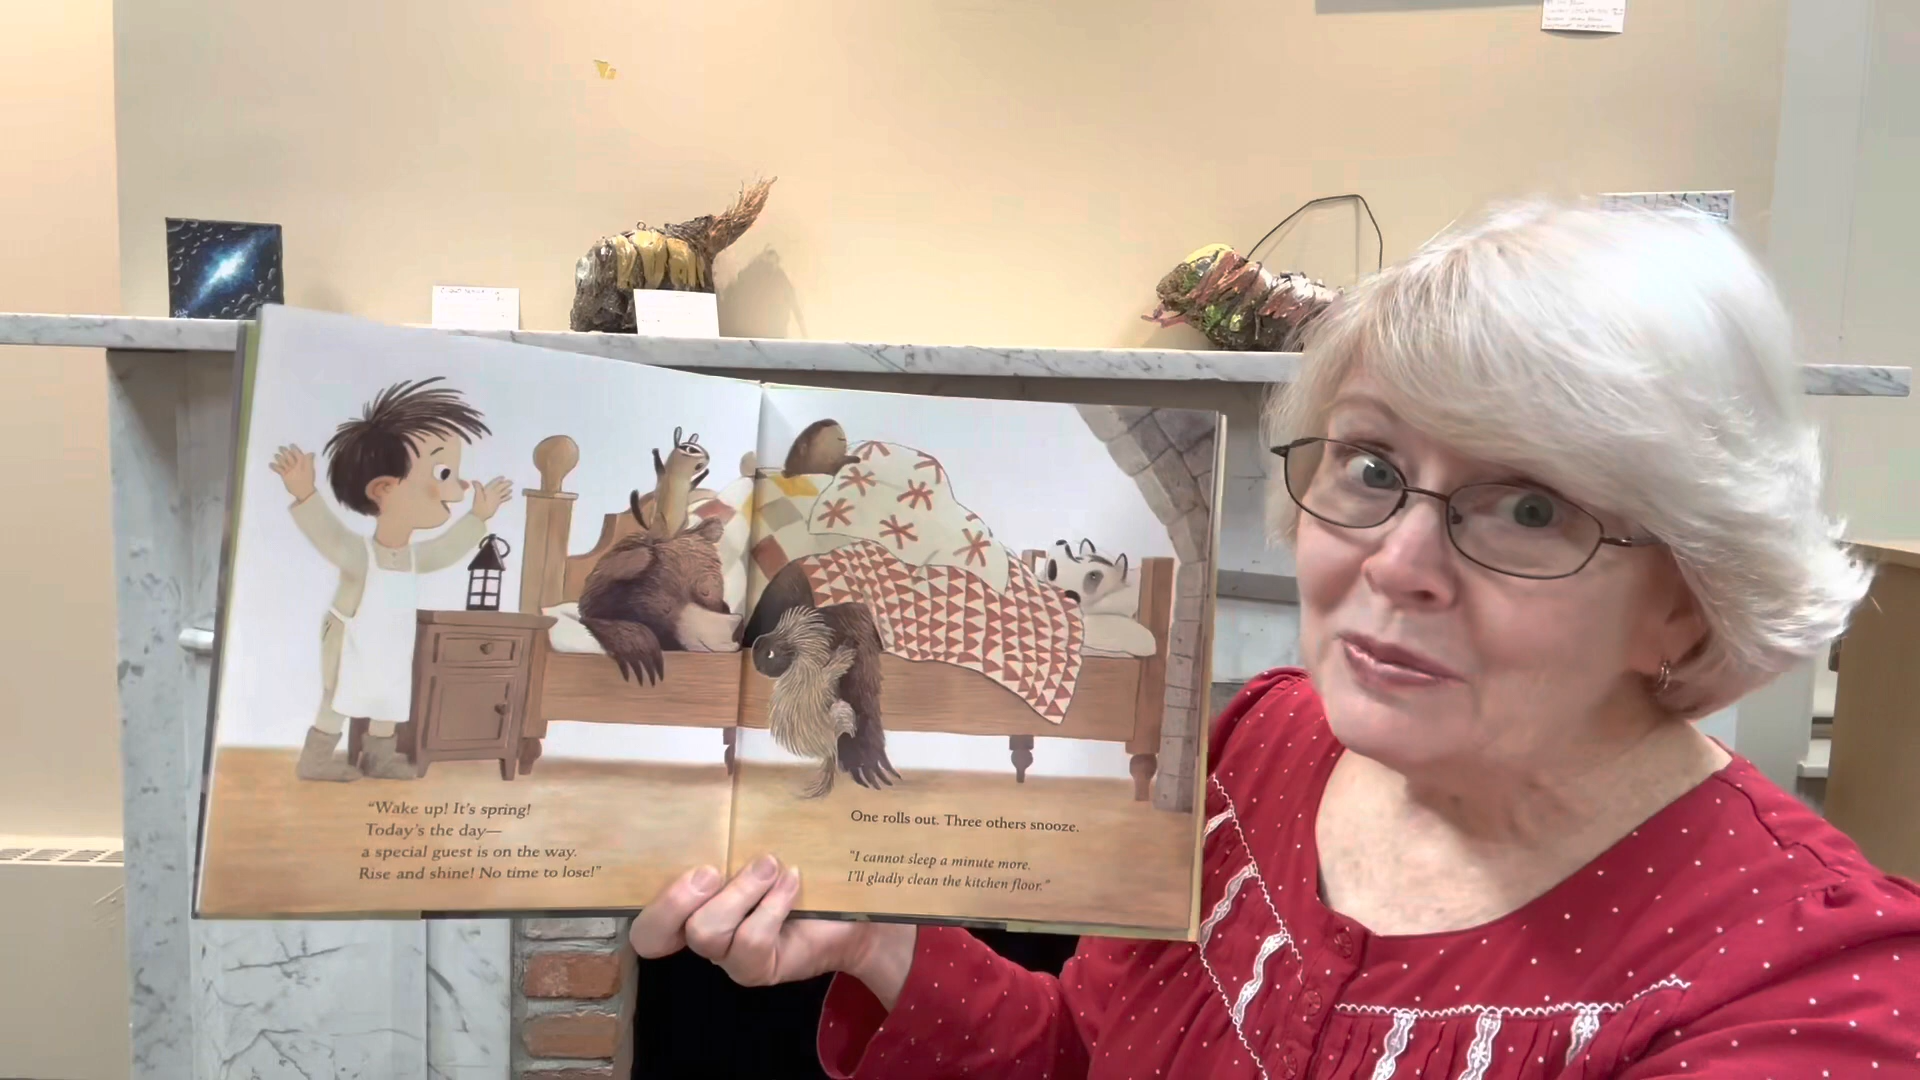 “Wake up! It’s spring!
Today’s the day—
a special guest is on the way.
Rise and shine! No time to lose!”
One rolls out. Three others snooze.
“I cannot sleep a minute more.
I’ll gladly clean the kitchen floor.”